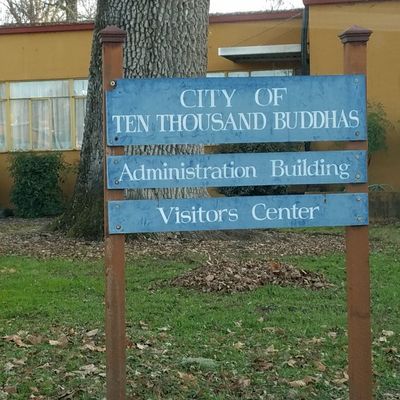 CITY OF
TEN THOUSAND BUDDHAS
Administration Building
Visitors Center